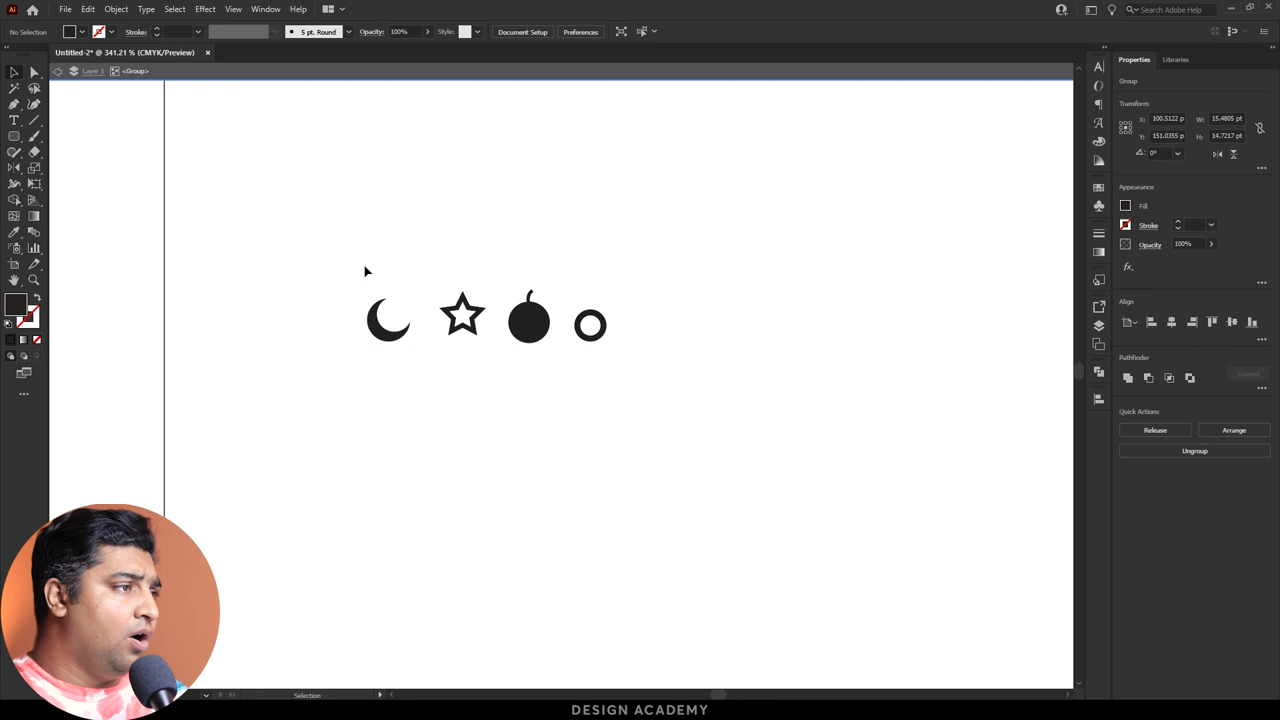 Ai File Edit Object Type Select Effect View Window Help Search Adobe Help
No Selection Stroke: 5 pt. Round Opacity: 100% Style: Document Setup Preferences
Untitled-2* @ 341.21 % (CMYK/Preview) ×
Layer 1 <Group>
Properties Libraries
Group
Transform
X: 100.5122 p W: 15.4805 pt
Y: 151.0355 H: 14.7217 pt
0°
Appearance
Fill
Stroke
Opacity 100%
fx.
Align
Pathfinder
Expand
Quick Actions
Release Arrange
Ungroup
Selection
DESIGN ACADEMY